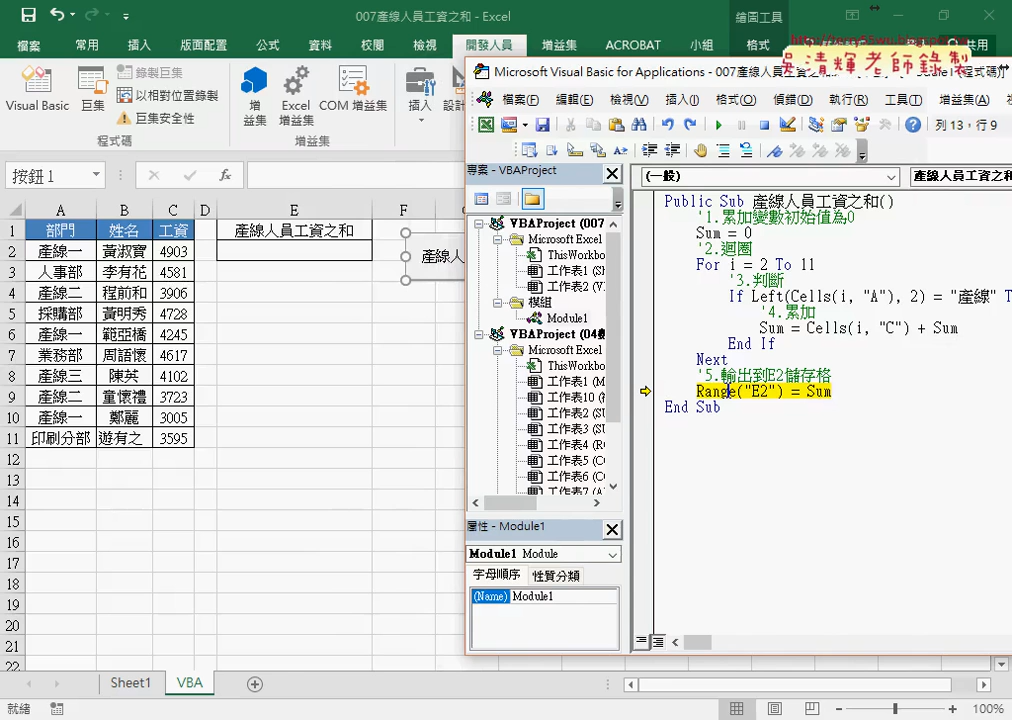 007產線人員工資之和 - Excel
繪圖工具
檔案 常用 插入 版面配置 公式 資料 校閱 檢視 開發人員 增益集 ACROBAT 小組 格式 共用
吳清輝老師錄製
Visual Basic
巨集
錄製巨集
以相對位置錄製
巨集安全性
程式碼
增益集
Excel 增益集
COM 增益集
增益集
插入
按鈕 1
fx
A B C D E F
1 部門 姓名 工資 產線人員工資之和
2 產線一 黃淑寶 4903
3 人事部 李有花 4581
4 產線二 程前和 3906
5 採購部 黃明秀 4728
6 產線一 範亞橋 4245
7 業務部 周語懷 4617
8 產線三 陳英 4102
9 產線二 童懷禮 3723
10 產線一 鄭麗 3005
11 印刷分部 遊有之 3595
12
13
14
15
16
17
18
19
20
21
22
產線人
Sheet1 VBA
就緒
100%
Microsoft Visual Basic for Applications - 007產線人員工資之
檔案(F) 編輯(E) 檢視(V) 插入(I) 格式(O) 偵錯(D) 執行(R) 工具(T) 增益集(A)
列 13，行 9
專案 - VBAProject
VBAProject (007
Microsoft Excel
ThisWorkbo
工作表1 (Sh
工作表2 (V
模組
Module1
VBAProject (04
Microsoft Excel
ThisWorkbo
工作表1 (M
工作表10 (
工作表2 (
工作表3 (SU
工作表4 (R
工作表5 (CO
工作表6 (C
工作表7 (A
屬性 - Module1
Module1 Module
字母順序 性質分類
(Name) Module1
(一般)
產線人員工資之和
Public Sub 產線人員工資之和()
'1.累加變數初始值為0
Sum = 0
'2.迴圈
For i = 2 To 11
'3.判斷
If Left(Cells(i, "A"), 2) = "產線" T
'4.累加
Sum = Cells(i, "C") + Sum
End If
Next
'5.輸出到E2儲存格
Range("E2") = Sum
End Sub